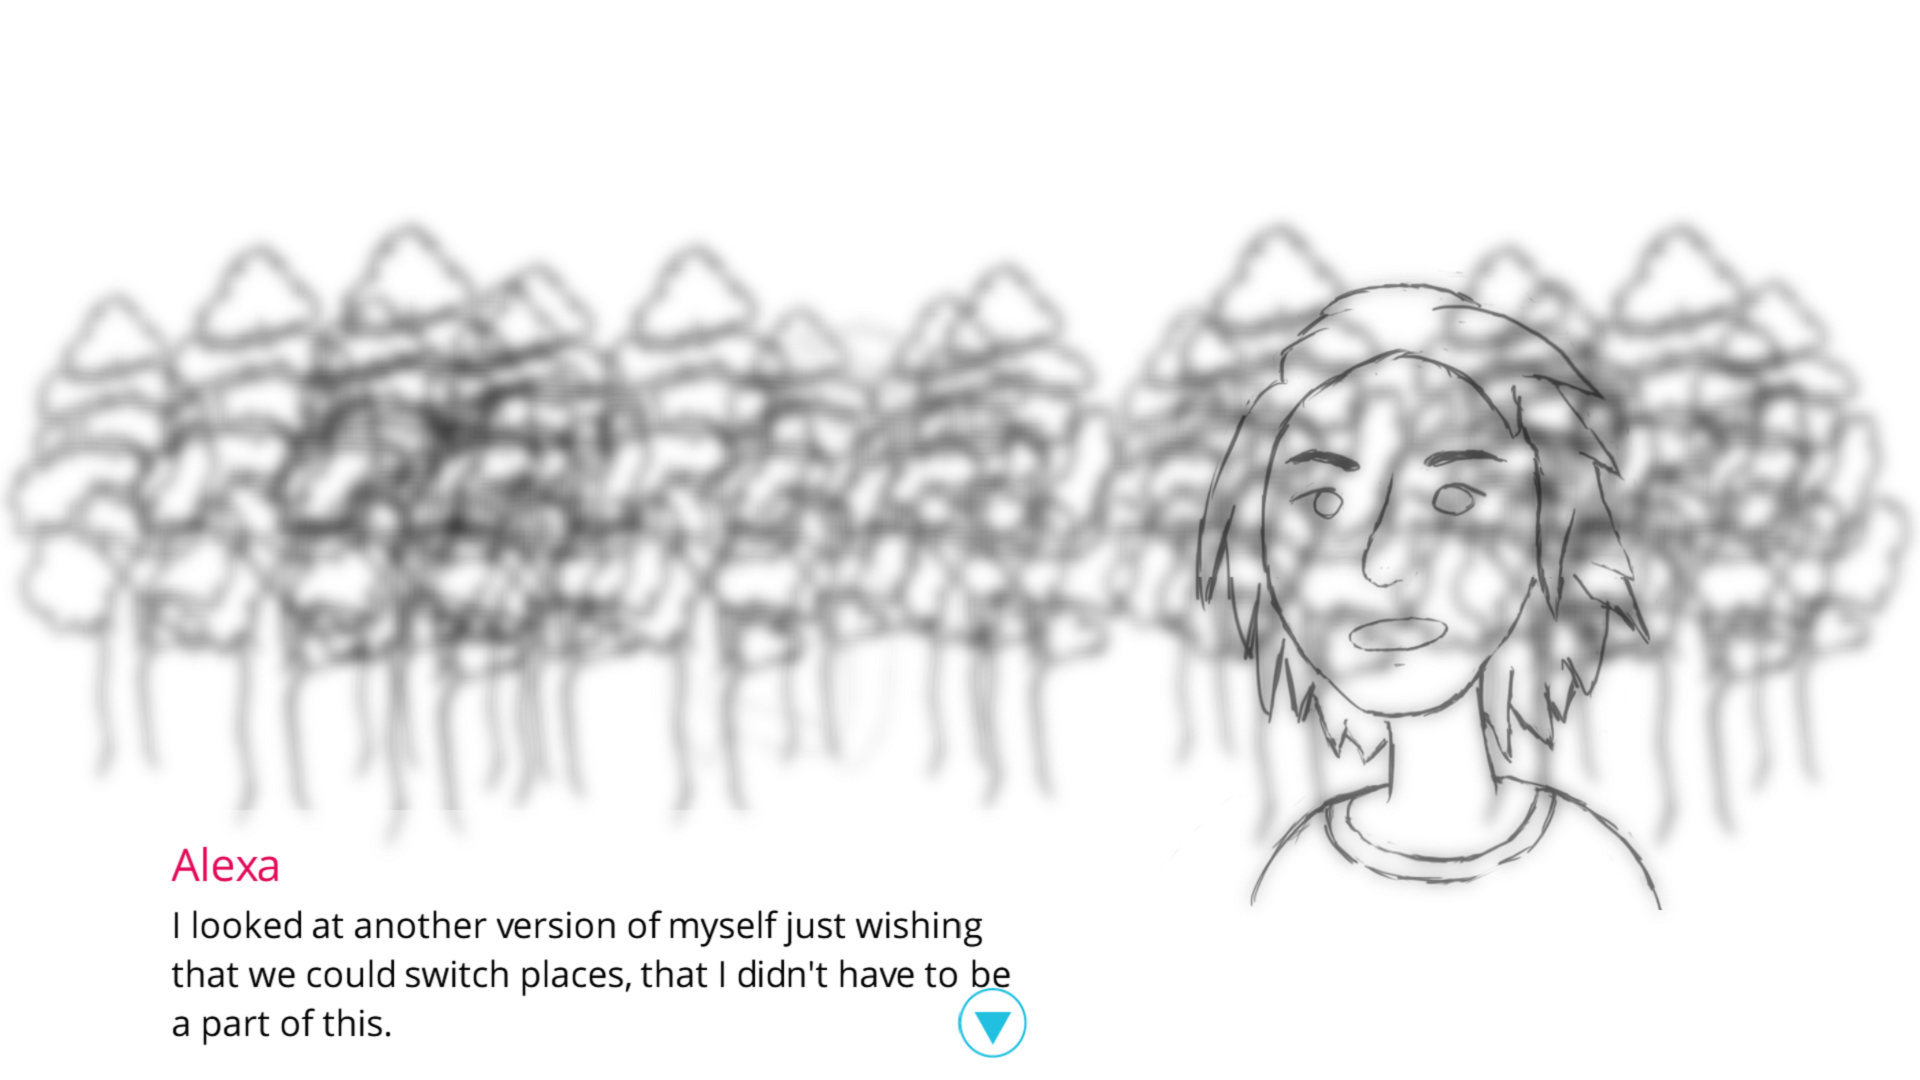 Alexa
I looked at another version of myself just wishing
that we could switch places, that I didn't have to be
a part of this.